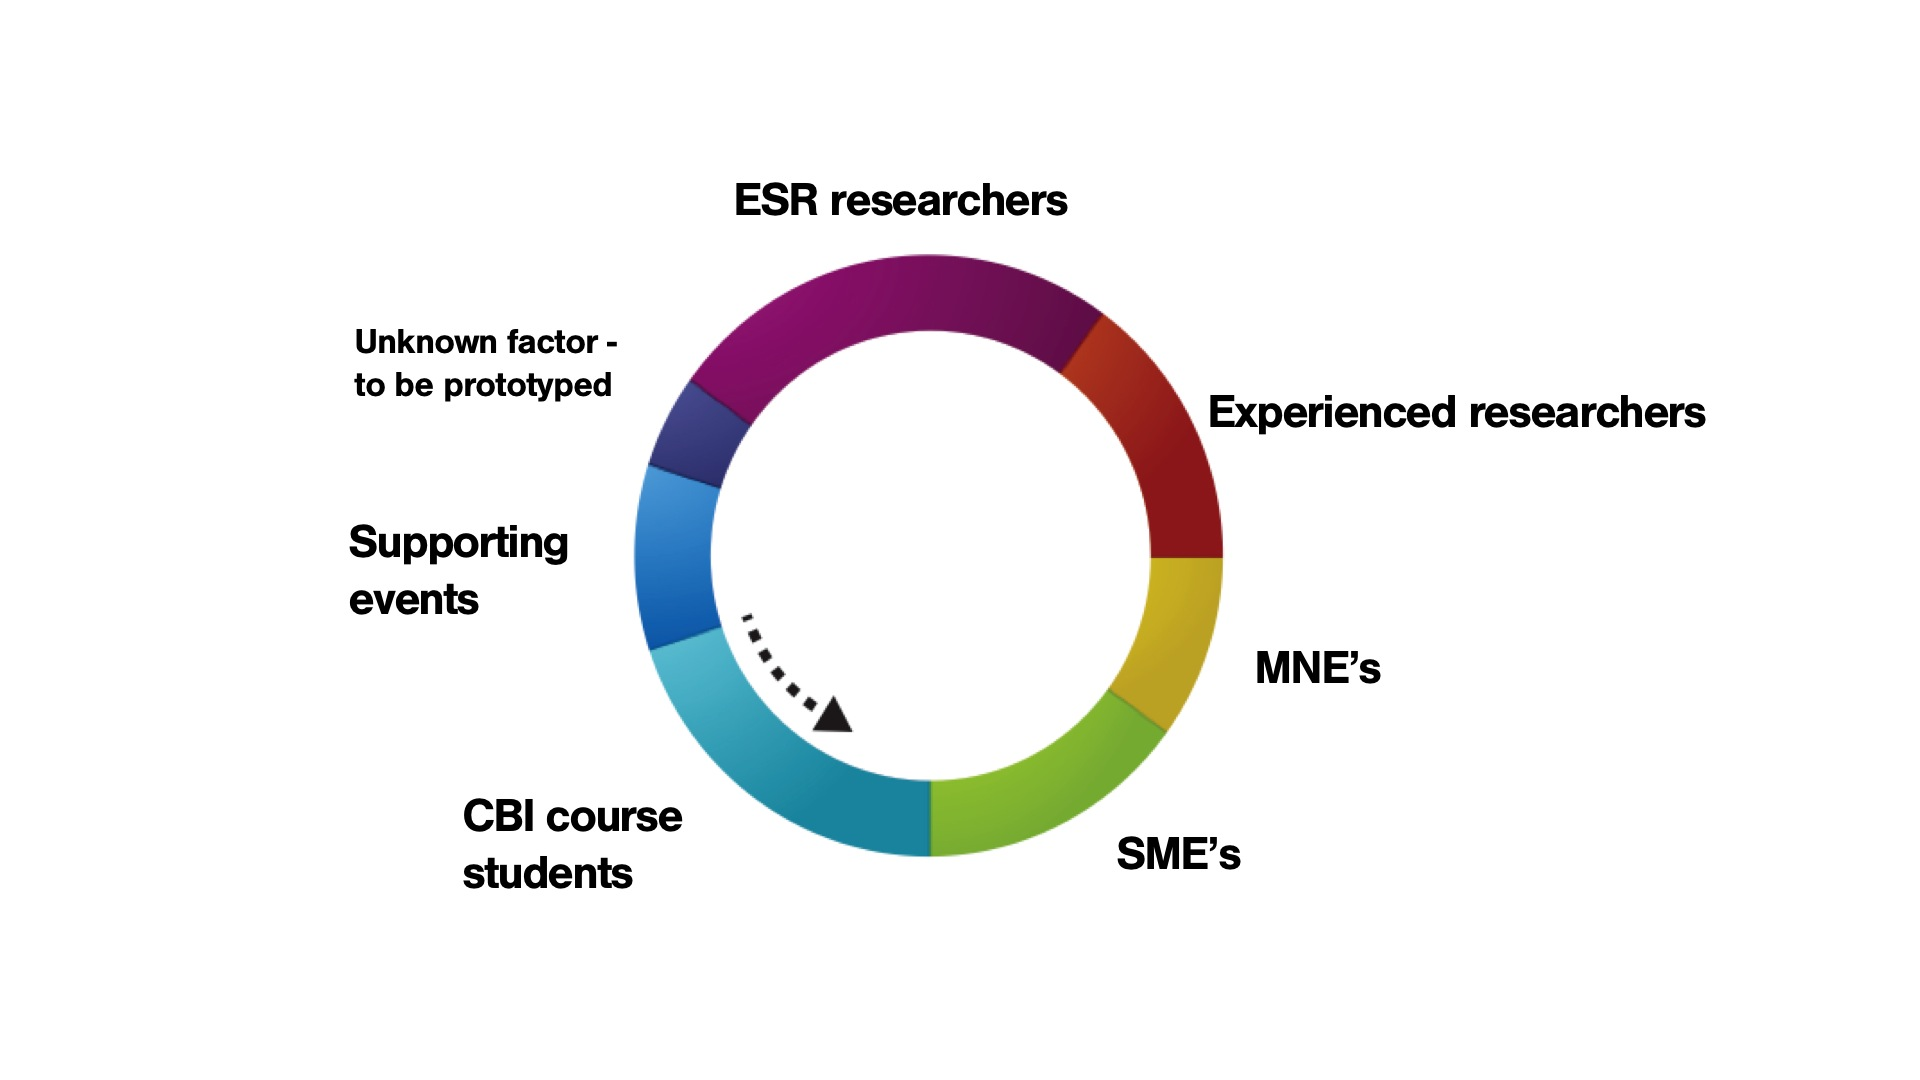 ESR researchers
Unknown factor -
to be prototyped
Experienced researchers
Supporting
events
MNE’s
CBI course
students
SME’s